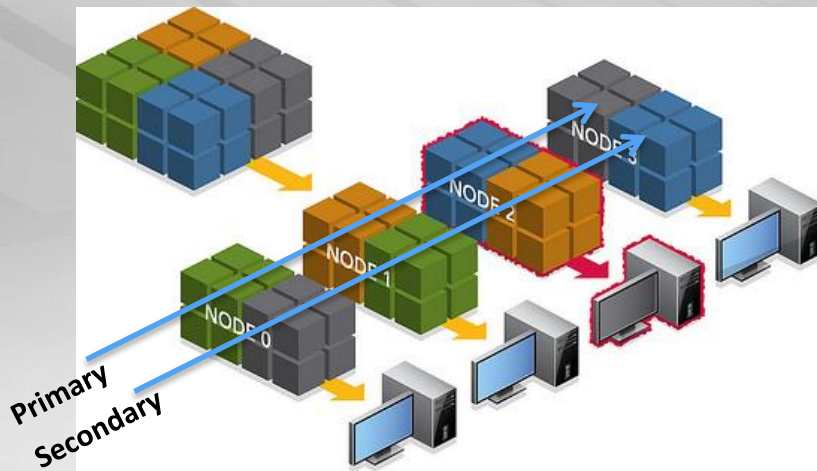 NODE 3
NODE 2
NODE 1
NODE 0
Primary
Secondary